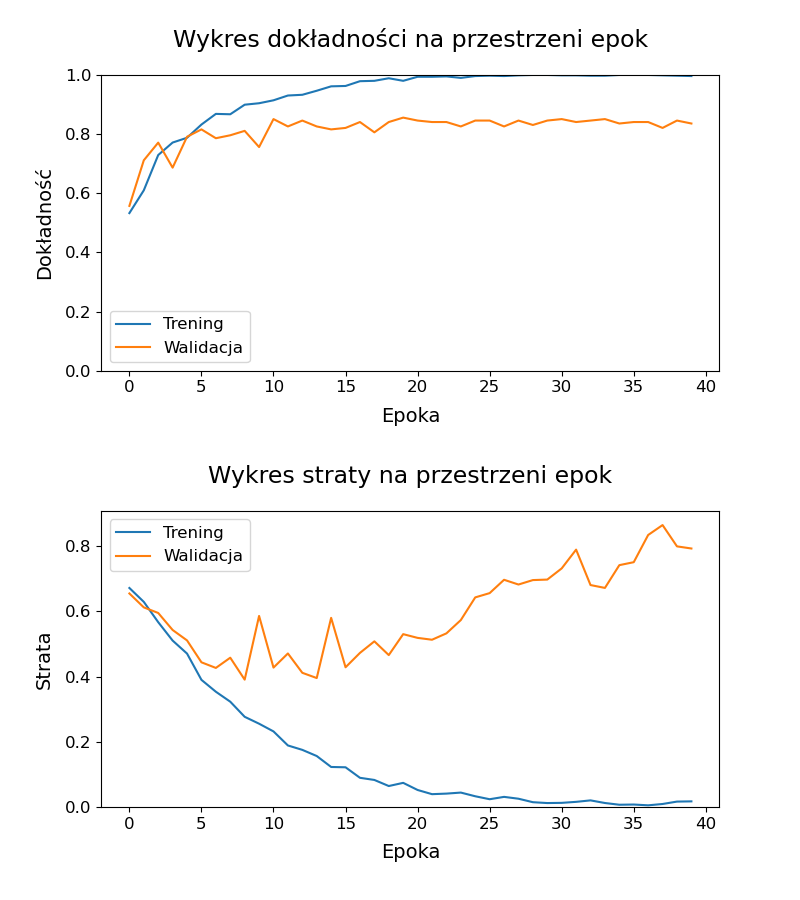 Wykres dokładności na przestrzeni epok
1.0
0.8
0.6
0.4
0.2
0.0
Dokładność
Trening
Walidacja
0 5 10 15 20 25 30 35 40
Epoka
Wykres straty na przestrzeni epok
Trening
Walidacja
0.8
0.6
0.4
0.2
0.0
Strata
0 5 10 15 20 25 30 35 40
Epoka